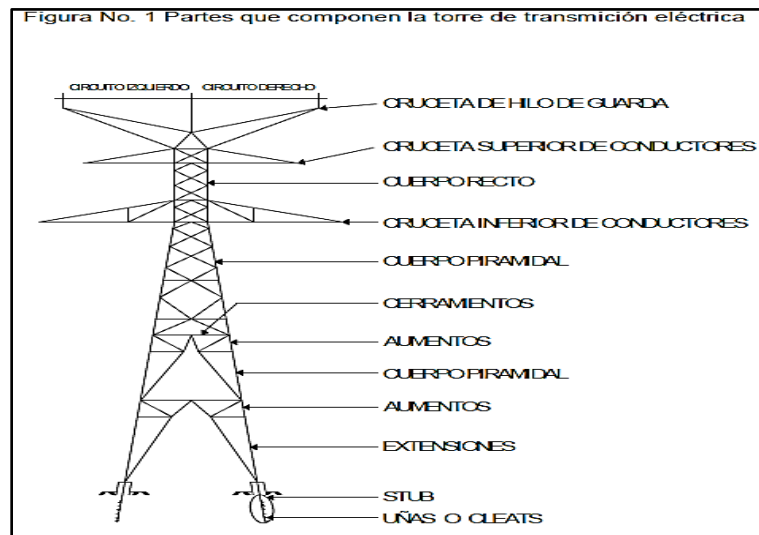 Figura No. 1 Partes que componen la torre de transmición eléctrica
CIRCUITO IZQUIERDO CIRCUITO DERECHO
CRUCETA DE HILO DE GUARDA
CRUCETA SUPERIOR DE CONDUCTORES
CUERPO RECTO
CRUCETA INFERIOR DE CONDUCTORES
CUERPO PIRAMIDAL
CERRAMIENTOS
AUMENTOS
CUERPO PIRAMIDAL
AUMENTOS
EXTENSIONES
STUB
UÑAS O CLEATS